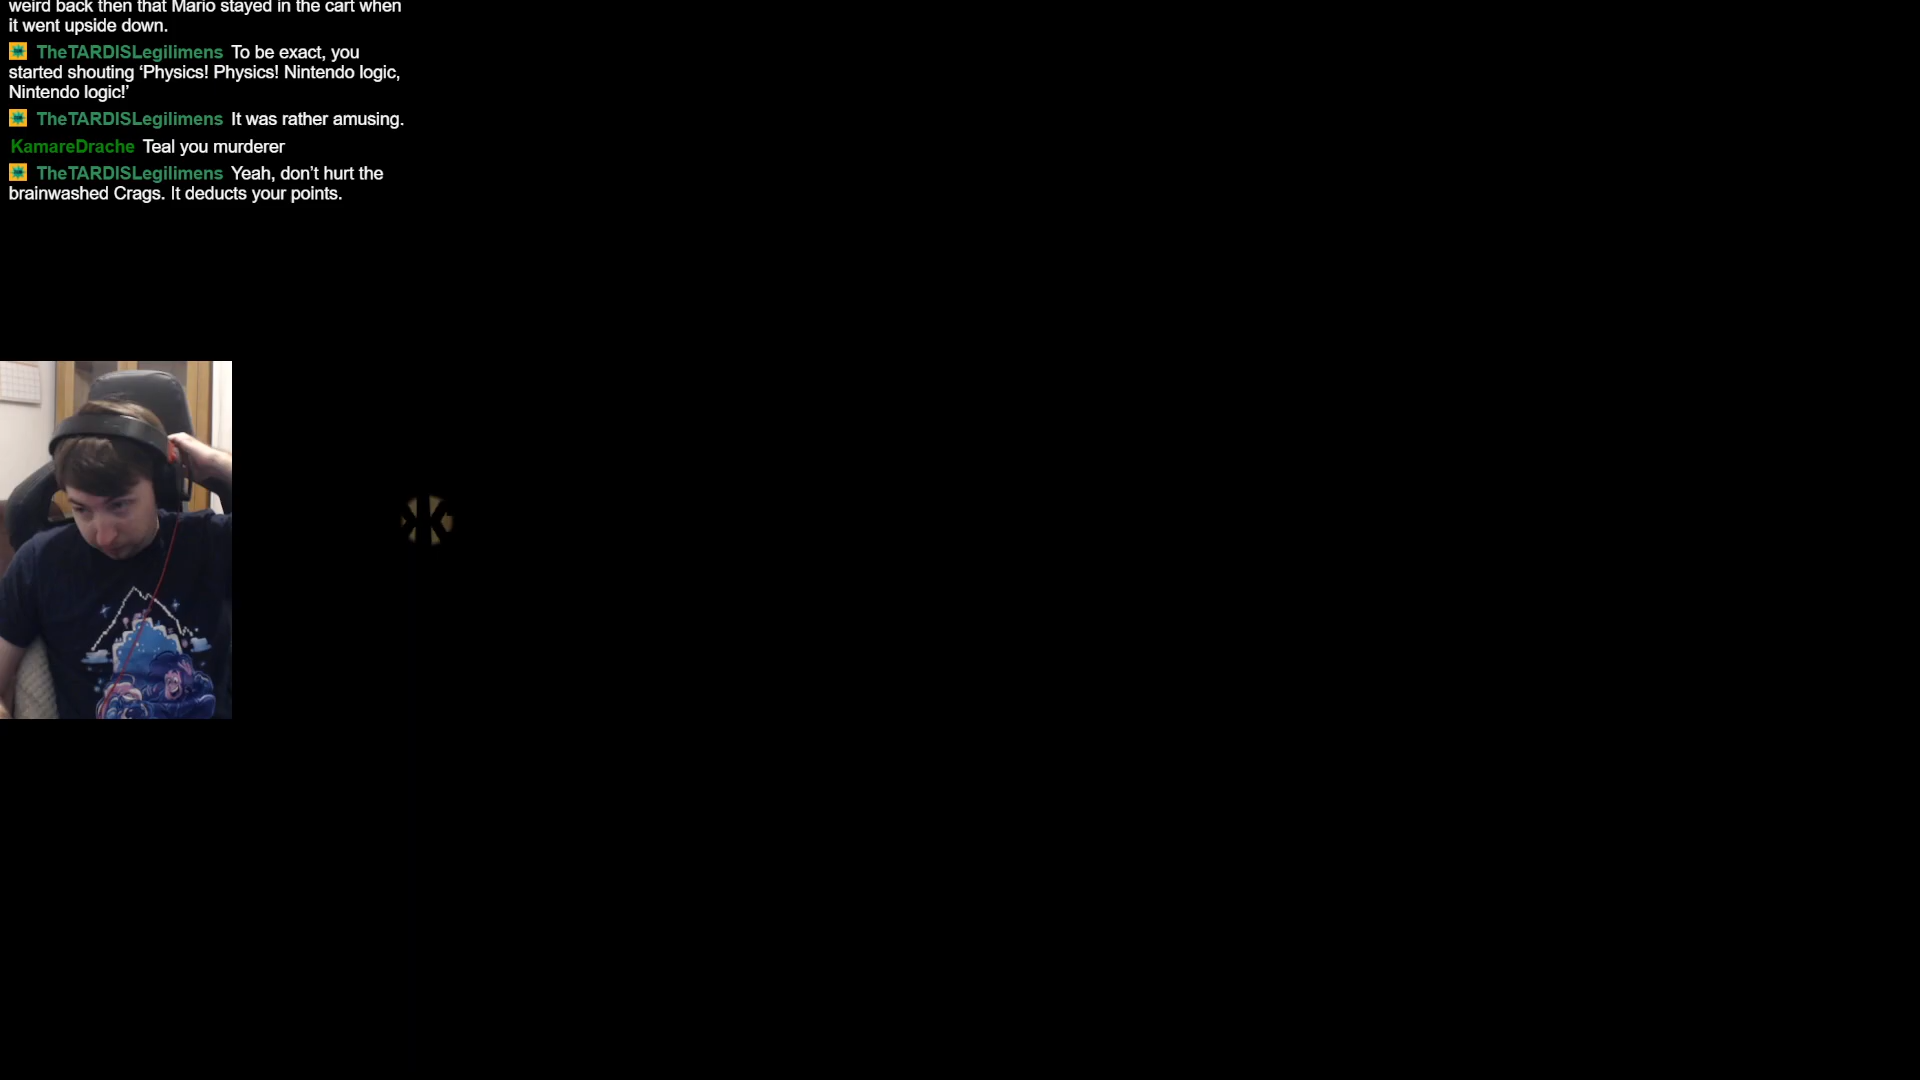 weird back then that Mario stayed in the cart when
it went upside down.
TheTARDISLegilimens To be exact, you
started shouting ‘Physics! Physics! Nintendo logic,
Nintendo logic!’
TheTARDISLegilimens It was rather amusing.
KamareDrache Teal you murderer
TheTARDISLegilimens Yeah, don’t hurt the
brainwashed Crags. It deducts your points.